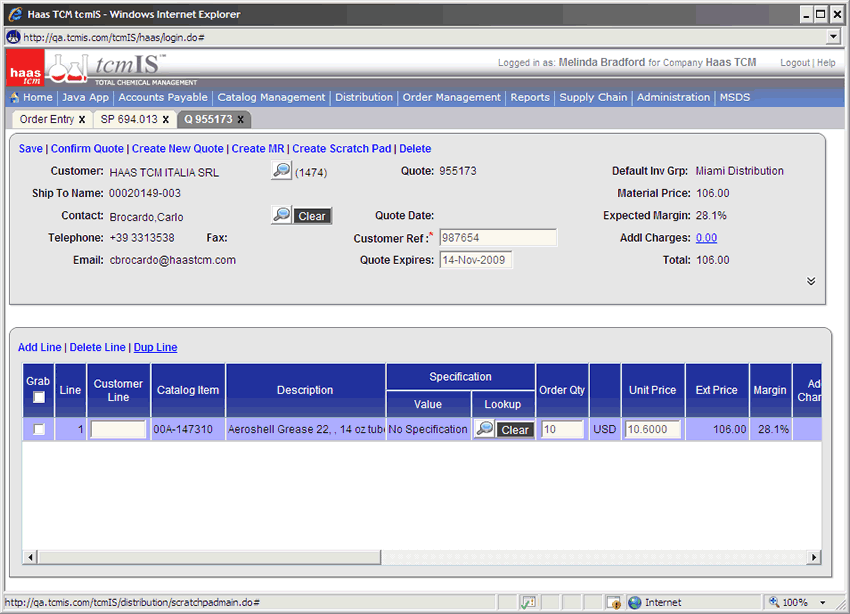 Haas TCM tcmIS - Windows Internet Explorer
http://qa.tcmis.com/tcmIS/haas/login.do#
haas tcm
tcmIS™
TOTAL CHEMICAL MANAGEMENT
Logged in as: Melinda Bradford for Company Haas TCM Logout | Help
Home | Java App | Accounts Payable | Catalog Management | Distribution | Order Management | Reports | Supply Chain | Administration | MSDS
Order Entry x SP 694.013 x Q 955173 x
Save | Confirm Quote | Create New Quote | Create MR | Create Scratch Pad | Delete
Customer: HAAS TCM ITALIA SRL (1474) Quote: 955173 Default Inv Grp: Miami Distribution
Ship To Name: 00020149-003 Material Price: 106.00
Contact: Brocardo,Carlo Clear Quote Date: Expected Margin: 28.1%
Telephone: +39 3313538 Fax: Customer Ref :* 987654 Addl Charges: 0.00
Email: cbrocardo@haastcm.com Quote Expires: 14-Nov-2009 Total: 106.00
Add Line | Delete Line | Dup Line
Grab Line Customer Line Catalog Item Description Specification Value Lookup Order Qty Unit Price Ext Price Margin Ad Char
1 00A-147310 Aeroshell Grease 22, , 14 oz tube No Specification Clear 10 USD 10.6000 106.00 28.1%
http://qa.tcmis.com/tcmIS/distribution/scratchpadmain.do# Internet 100%